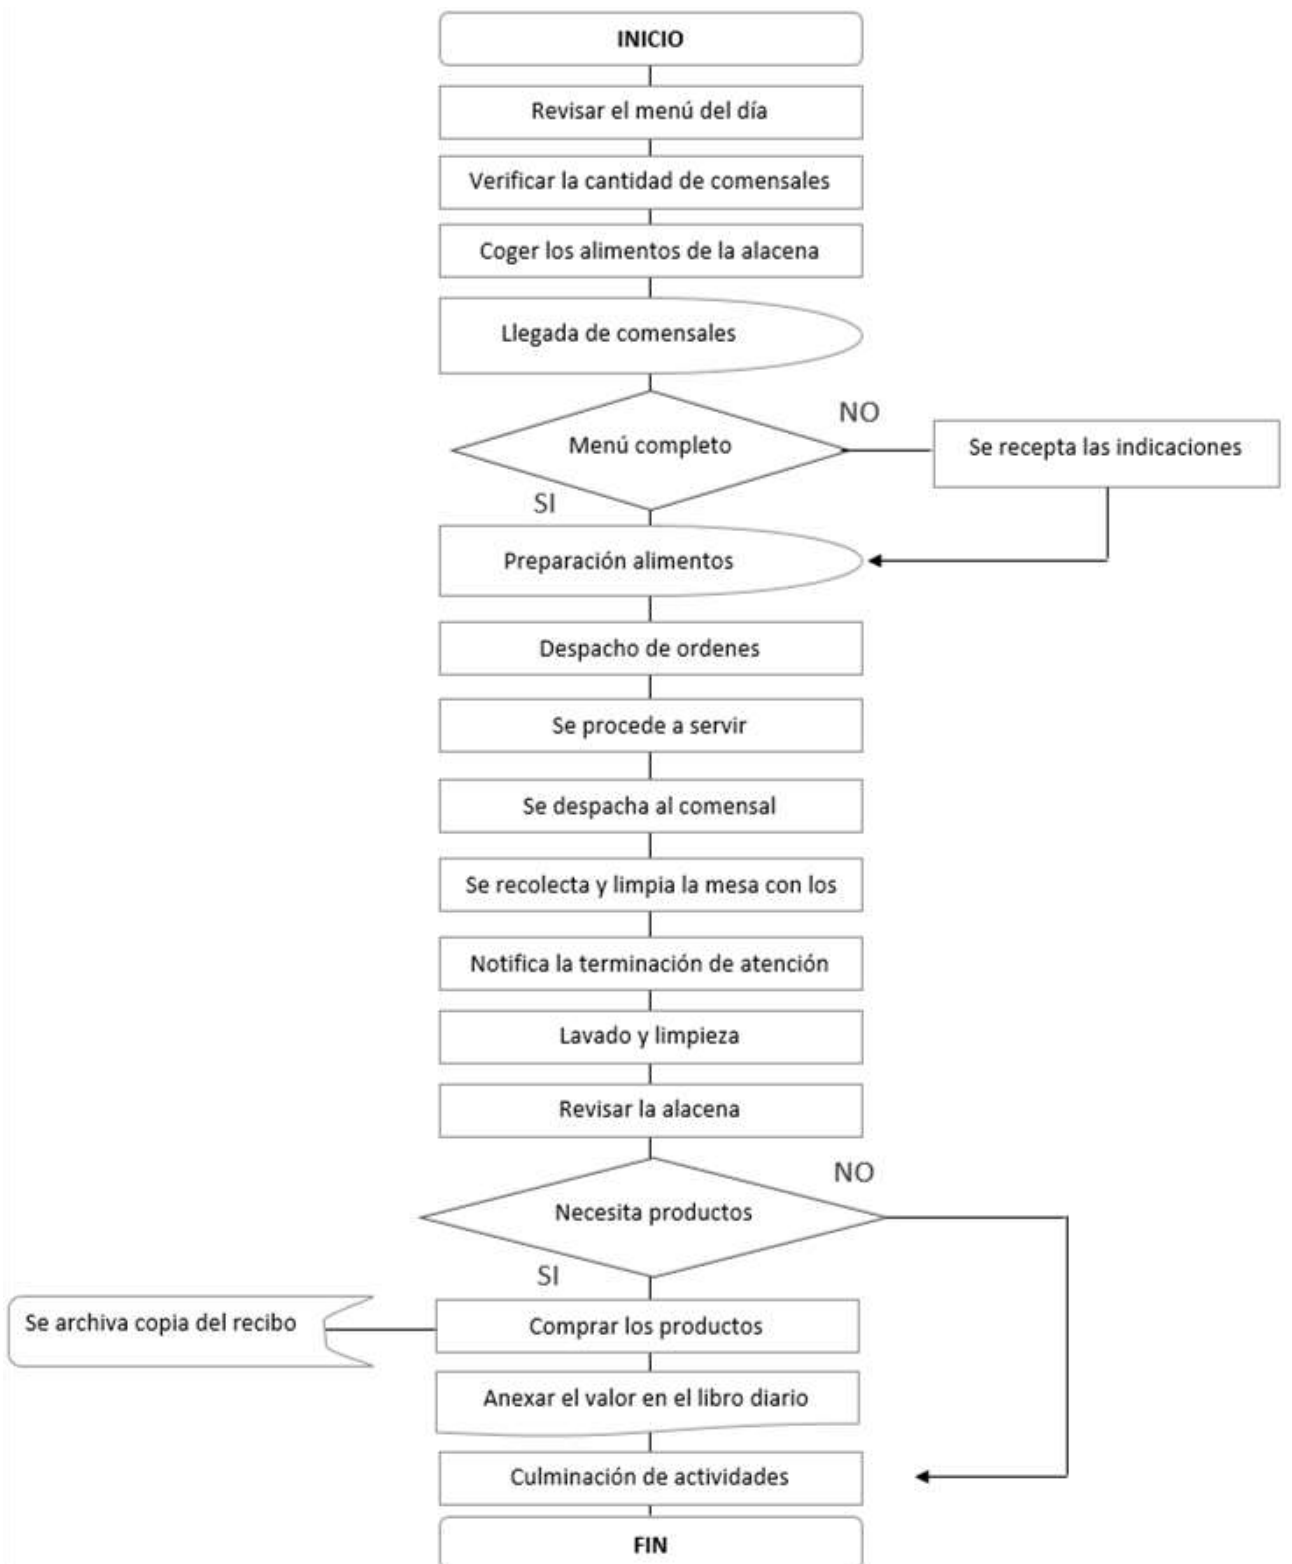 INICIO
Revisar el menú del día
Verificar la cantidad de comensales
Coger los alimentos de la alacena
Llegada de comensales
Menú completo
NO
Se recepta las indicaciones
SI
Preparación alimentos
Despacho de ordenes
Se procede a servir
Se despacha al comensal
Se recolecta y limpia la mesa con los
Notifica la terminación de atención
Lavado y limpieza
Revisar la alacena
NO
Necesita productos
SI
Se archiva copia del recibo
Comprar los productos
Anexar el valor en el libro diario
Culminación de actividades
FIN